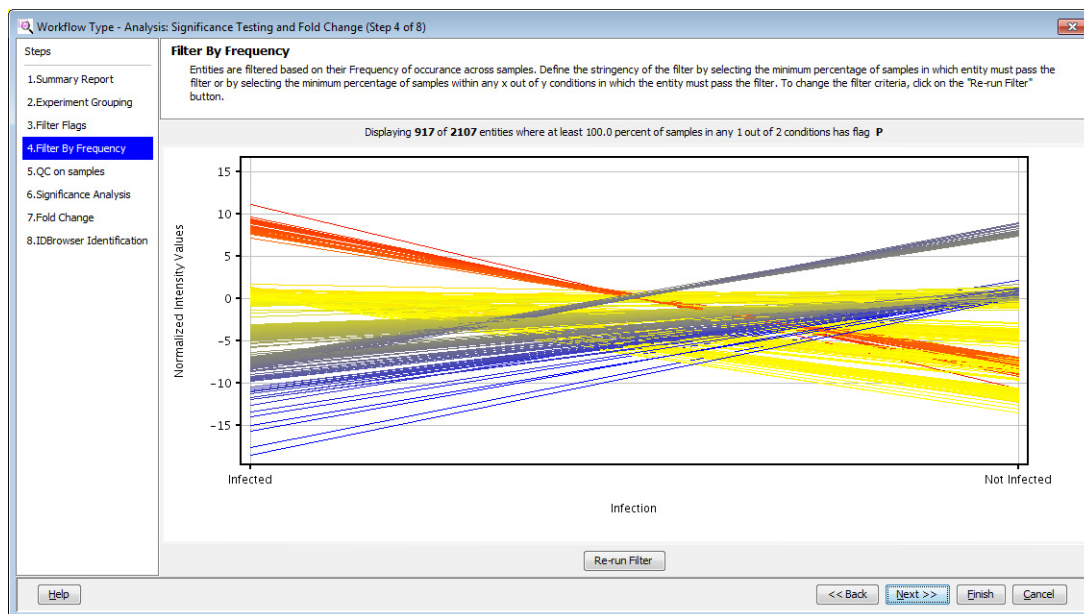 Workflow Type - Analysis: Significance Testing and Fold Change (Step 4 of 8)
Steps
1.Summary Report
2.Experiment Grouping
3.Filter Flags
4.Filter By Frequency
5.QC on samples
6.Significance Analysis
7.Fold Change
8.IDBrowser Identification
Filter By Frequency
Entities are filtered based on their Frequency of occurance across samples. Define the stringency of the filter by selecting the minimum percentage of samples in which entity must pass the
filter or by selecting the minimum percentage of samples within any x out of y conditions in which the entity must pass the filter. To change the filter criteria, click on the "Re-run Filter"
button.
Displaying 917 of 2107 entities where at least 100.0 percent of samples in any 1 out of 2 conditions has flag P
Normalized Intensity Values
15
10
5
0
-5
-10
-15
Infected
Not Infected
Infection
Re-run Filter
Help
<< Back
Next >>
Finish
Cancel